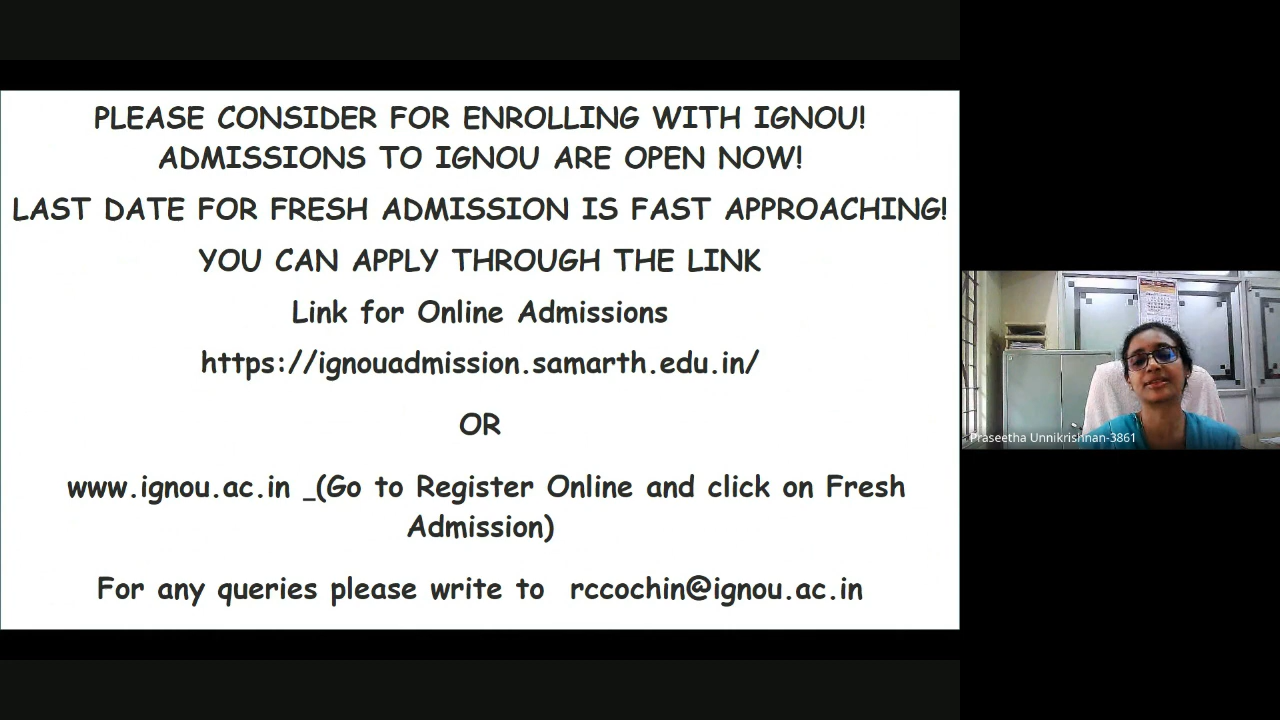 PLEASE CONSIDER FOR ENROLLING WITH IGNOU!
ADMISSIONS TO IGNOU ARE OPEN NOW!
LAST DATE FOR FRESH ADMISSION IS FAST APPROACHING!
YOU CAN APPLY THROUGH THE LINK
Link for Online Admissions
https://ignouadmission.samarth.edu.in/
OR
www.ignou.ac.in _(Go to Register Online and click on Fresh
Admission)
For any queries please write to rccochin@ignou.ac.in
Praseetha Unnikrishnan-3861